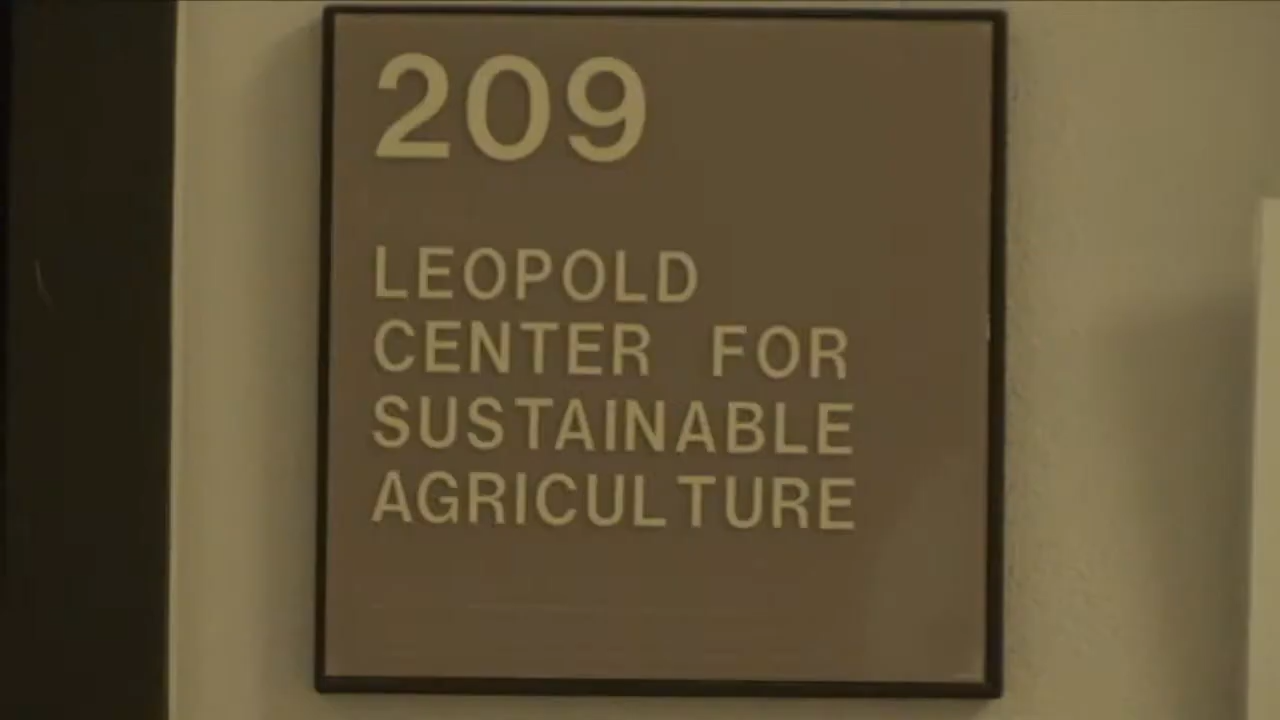 209
LEOPOLD
CENTER FOR
SUSTAINABLE
AGRICULTURE